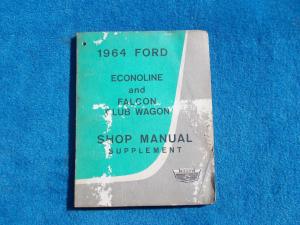 1964 FORD
ECONOLINE
and
FALCON
CLUB WAGON
SHOP MANUAL
SUPPLEMENT